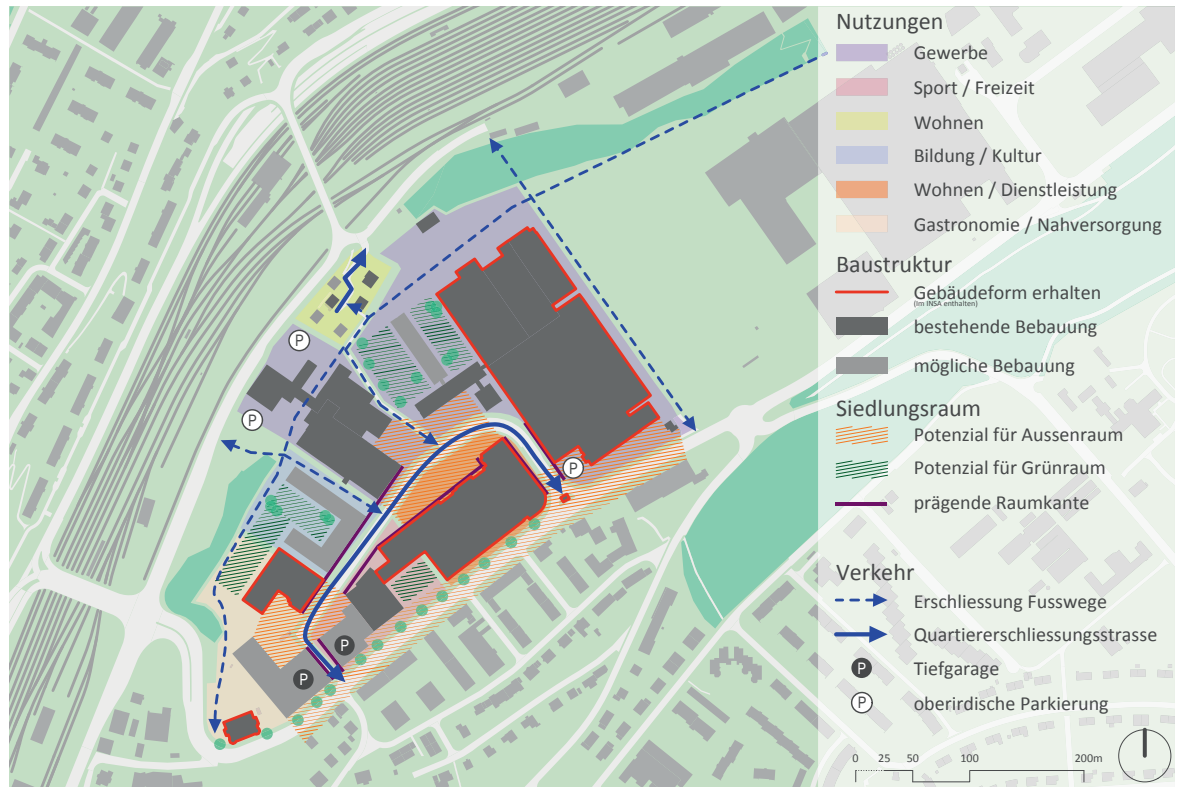 Nutzungen
Gewerbe
Sport / Freizeit
Wohnen
Bildung / Kultur
Wohnen / Dienstleistung
Gastronomie / Nahversorgung
Baustruktur
Gebäudeform erhalten
(im INSA enthalten)
bestehende Bebauung
mögliche Bebauung
Siedlungsraum
Potenzial für Aussenraum
Potenzial für Grünraum
prägende Raumkante
Verkehr
Erschliessung Fusswege
Quartiererschliessungsstrasse
P Tiefgarage
P oberirdische Parkierung
0 25 50 100 200m
P
P
P
P
P